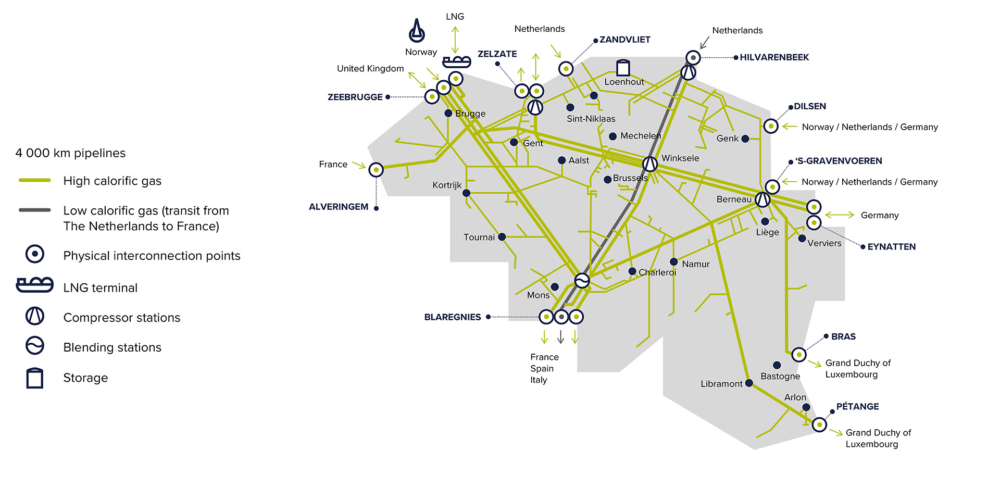 4 000 km pipelines
High calorific gas
Low calorific gas (transit from
The Netherlands to France)
Physical interconnection points
LNG terminal
Compressor stations
Blending stations
Storage
LNG
Norway
United Kingdom
ZEEBRUGGE
Brugge
ZELZATE
Netherlands
ZANDVLIET
Netherlands
HILVARENBEEK
Loenhout
Sint-Niklaas
DILSEN
Norway / Netherlands / Germany
Genk
Mechelen
Gent
Aalst
Winksele
'S-GRAVENVOEREN
Norway / Netherlands / Germany
France
ALVERINGEM
Kortrijk
Brussels
Berneau
Germany
Liège
Verviers
EYNATTEN
Tournai
Namur
Charleroi
Mons
BLAREGNIES
France
Spain
Italy
BRAS
Grand Duchy of
Luxembourg
Bastogne
Libramont
Arlon
PÉTANGE
Grand Duchy of
Luxembourg